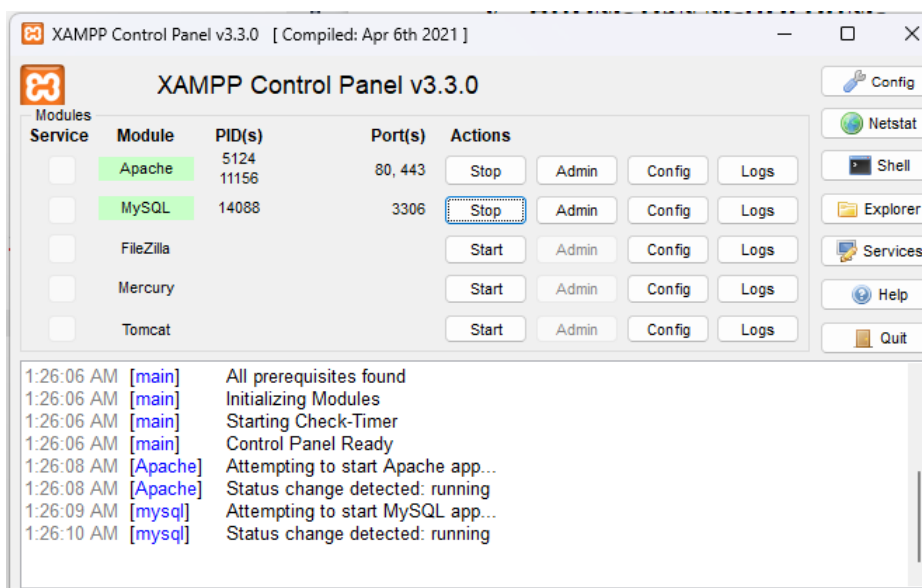 XAMPP Control Panel v3.3.0 [ Compiled: Apr 6th 2021 ]
XAMPP Control Panel v3.3.0
Config
Modules
Service Module PID(s) Port(s) Actions
Netstat
Apache 5124 11156 80, 443 Stop Admin Config Logs
Shell
MySQL 14088 3306 Stop Admin Config Logs
Explorer
FileZilla Start Admin Config Logs
Services
Mercury Start Admin Config Logs
Help
Tomcat Start Admin Config Logs
Quit
1:26:06 AM [main] All prerequisites found
1:26:06 AM [main] Initializing Modules
1:26:06 AM [main] Starting Check-Timer
1:26:06 AM [main] Control Panel Ready
1:26:08 AM [Apache] Attempting to start Apache app...
1:26:08 AM [Apache] Status change detected: running
1:26:09 AM [mysql] Attempting to start MySQL app...
1:26:10 AM [mysql] Status change detected: running